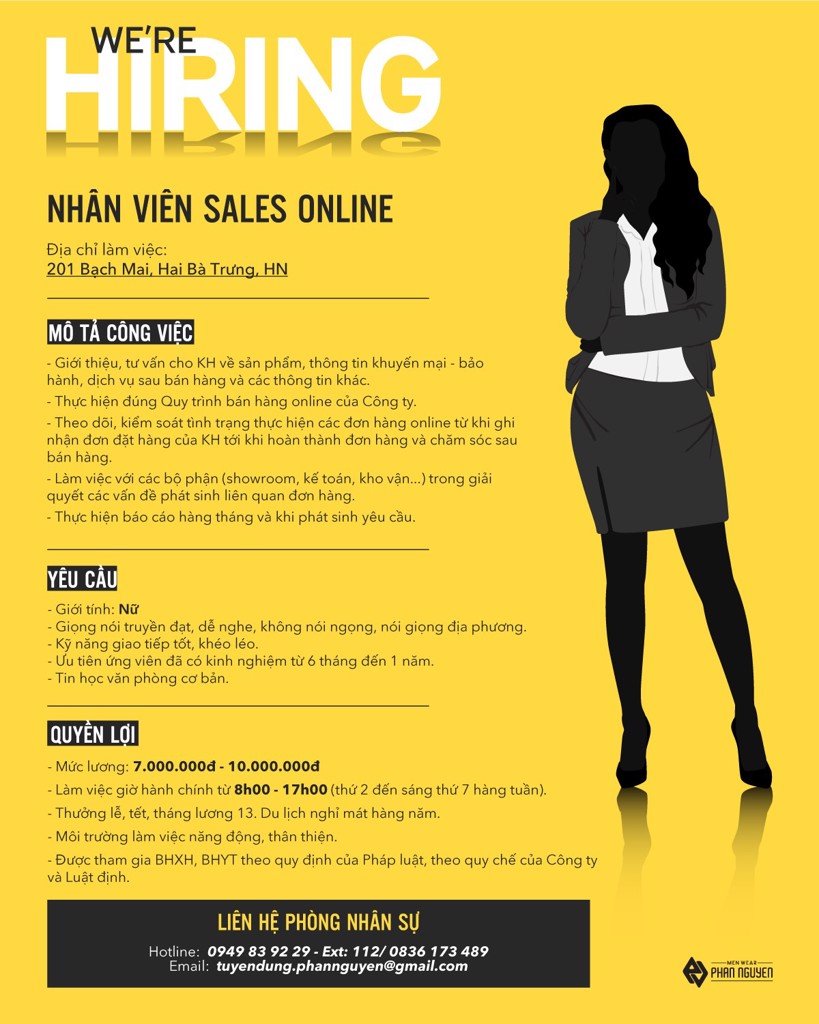 WE'RE
HIRING
NHÂN VIÊN SALES ONLINE
Địa chỉ làm việc:
201 Bạch Mai, Hai Bà Trưng, HN
MÔ TẢ CÔNG VIỆC
- Giới thiệu, tư vấn cho KH về sản phẩm, thông tin khuyến mại - bảo
hành, dịch vụ sau bán hàng và các thông tin khác.
- Thực hiện đúng Quy trình bán hàng online của Công ty.
- Theo dõi, kiểm soát tình trạng thực hiện các đơn hàng online từ khi ghi
nhận đơn đặt hàng của KH tới khi hoàn thành đơn hàng và chăm sóc sau
bán hàng.
- Làm việc với các bộ phận (showroom, kế toán, kho vận...) trong giải
quyết các vấn đề phát sinh liên quan đơn hàng.
- Thực hiện báo cáo hàng tháng và khi phát sinh yêu cầu.
YÊU CẦU
- Giới tính: Nữ
- Giọng nói truyền đạt, dễ nghe, không nói ngọng, nói giọng địa phương.
- Kỹ năng giao tiếp tốt, khéo léo.
- Ưu tiên ứng viên đã có kinh nghiệm từ 6 tháng đến 1 năm.
- Tin học văn phòng cơ bản.
QUYỀN LỢI
- Mức lương: 7.000.000đ - 10.000.000đ
- Làm việc giờ hành chính từ 8h00 - 17h00 (thứ 2 đến sáng thứ 7 hàng tuần).
- Thưởng lễ, tết, tháng lương 13. Du lịch nghỉ mát hàng năm.
- Môi trường làm việc năng động, thân thiện.
- Được tham gia BHXH, BHYT theo quy định của Pháp luật, theo quy chế của Công ty
và Luật định.
LIÊN HỆ PHÒNG NHÂN SỰ
Hotline: 0949 83 92 29 - Ext: 112/ 0836 173 489
Email: tuyendung.phannguyen@gmail.com
MEN WEAR
PHAN NGUYEN